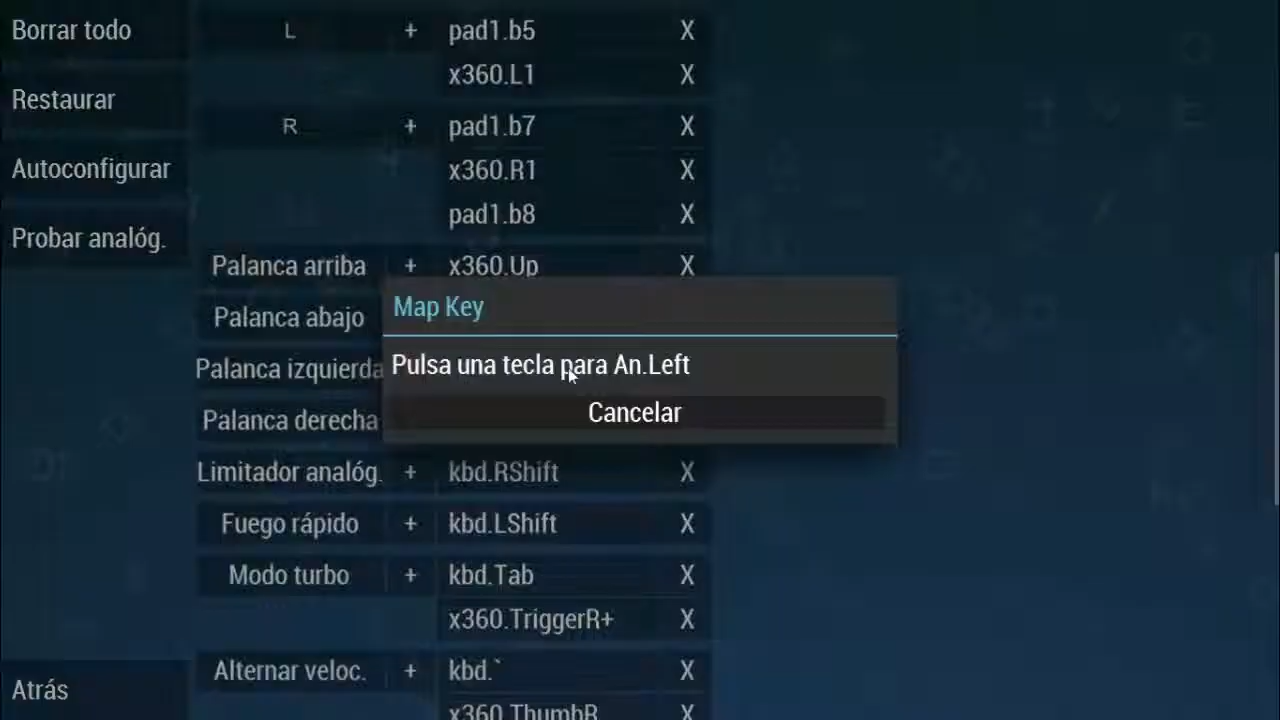 Borrar todo
L + pad1.b5 X
x360.L1 X
Restaurar
R + pad1.b7 X
Autoconfigurar
x360.R1 X
pad1.b8 X
Probar analóg.
Palanca arriba + x360.Up X
Map Key
Palanca abajo
Pulsa una tecla para An.Left
Palanca izquierda
Cancelar
Palanca derecha
Limitador analóg. + kbd.RShift X
Fuego rápido + kbd.LShift X
Modo turbo + kbd.Tab X
x360.TriggerR+ X
Alternar veloc. + kbd.` X
Atrás
x360.ThumbR X